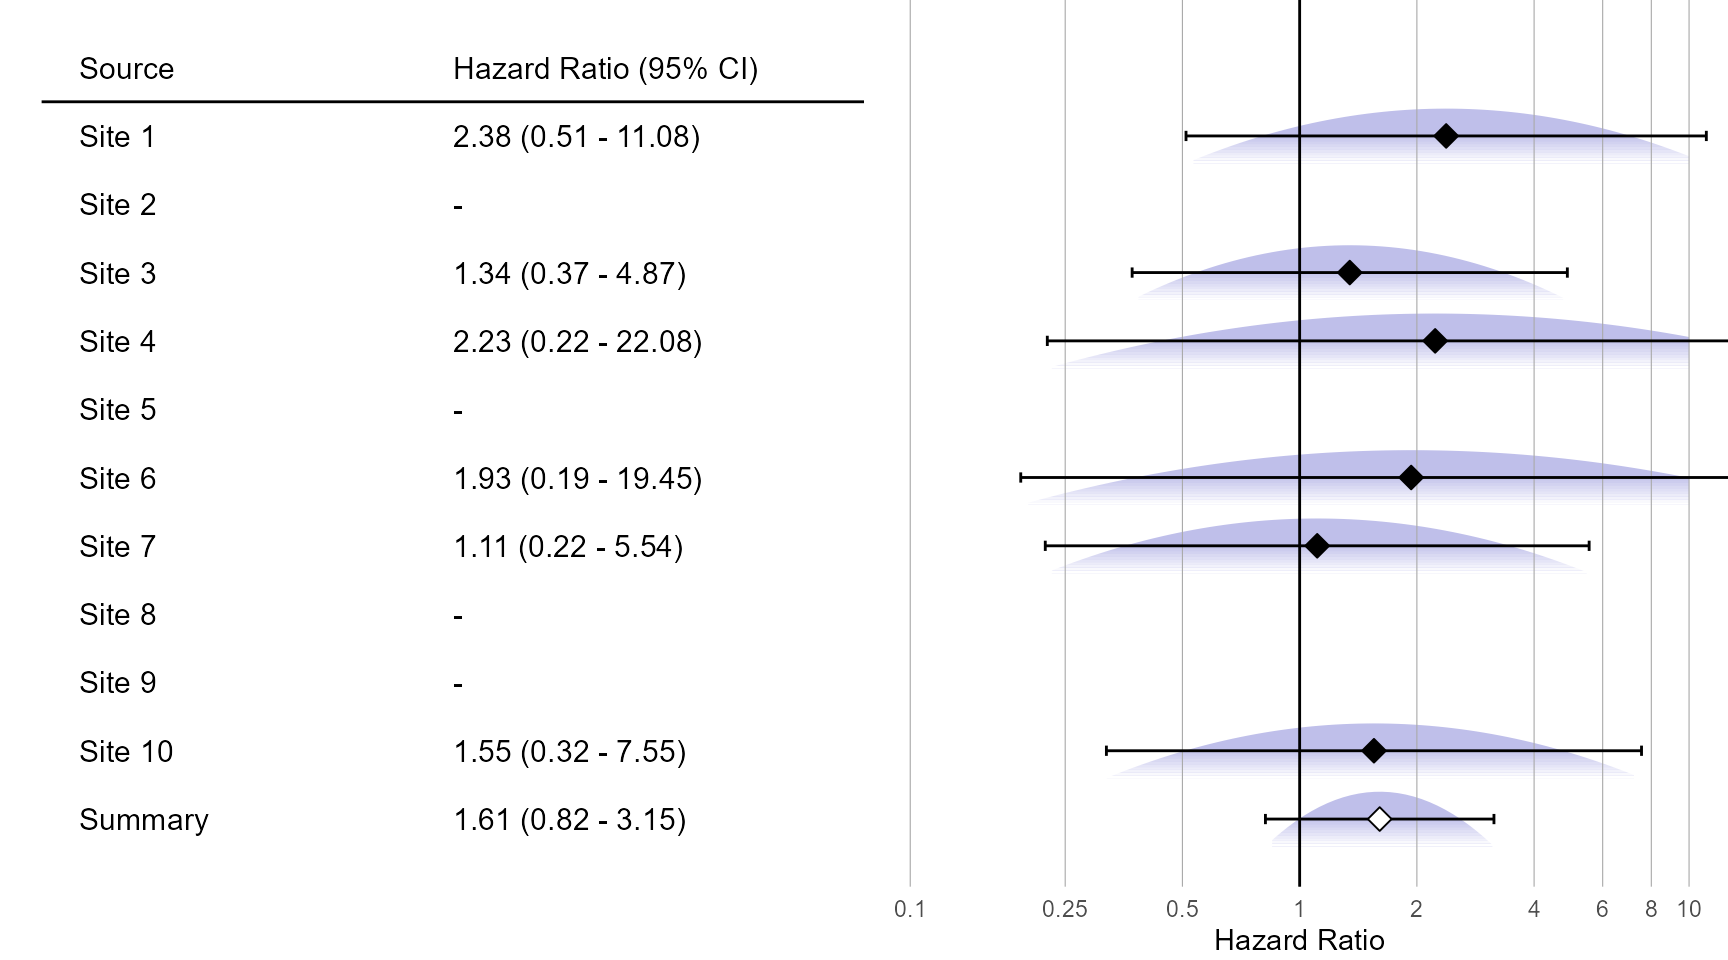 Source Hazard Ratio (95% CI)
Site 1 2.38 (0.51 - 11.08)
Site 2 -
Site 3 1.34 (0.37 - 4.87)
Site 4 2.23 (0.22 - 22.08)
Site 5 -
Site 6 1.93 (0.19 - 19.45)
Site 7 1.11 (0.22 - 5.54)
Site 8 -
Site 9 -
Site 10 1.55 (0.32 - 7.55)
Summary 1.61 (0.82 - 3.15)
0.1 0.25 0.5 1 2 4 6 8 10
Hazard Ratio